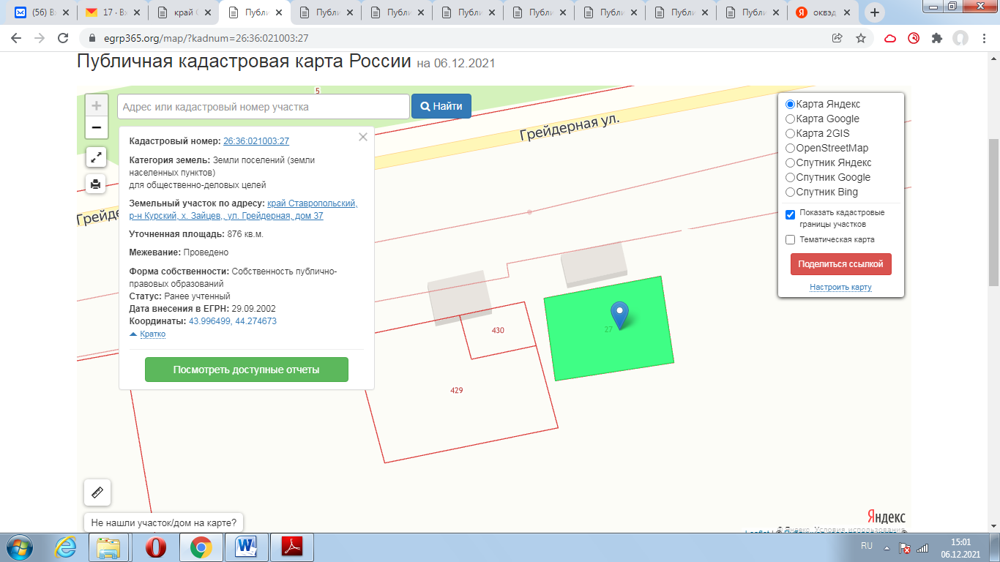 (56) Вх
17 · Вх
край С
Публи
Публи
Публи
Публи
Публи
Публи
Публи
Публи
оквэд
egrp365.org/map/?kadnum=26:36:021003:27
Публичная кадастровая карта России на 06.12.2021
5
Адрес или кадастровый номер участка
Найти
Грейдерная ул.
Карта Яндекс
Карта Google
Карта 2GIS
OpenStreetMap
Спутник Яндекс
Спутник Google
Спутник Bing
Показать кадастровые
границы участков
Тематическая карта
Поделиться ссылкой
Настроить карту
Кадастровый номер: 26:36:021003:27
Категория земель: Земли поселений (земли
населенных пунктов)
для общественно-деловых целей
Земельный участок по адресу: край Ставропольский,
р-н Курский, х. Зайцев,, ул. Грейдерная, дом 37
Уточненная площадь: 876 кв.м.
Межевание: Проведено
Форма собственности: Собственность публично-
правовых образований
Статус: Ранее учтенный
Дата внесения в ЕГРН: 29.09.2002
Координаты: 43.996499, 44.274673
Кратко
Посмотреть доступные отчеты
Грейде
430
27
429
Не нашли участок/дом на карте?
Яндекс
© Яндекс Условия использования
RU
15:01
06.12.2021